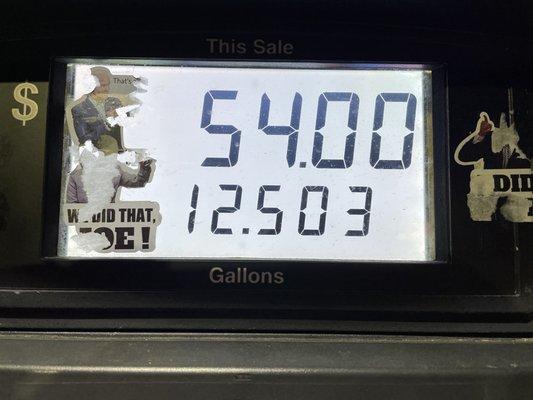 This Sale
$
That's
54.00
12.503
DID THAT,
JOE!
DID
Gallons